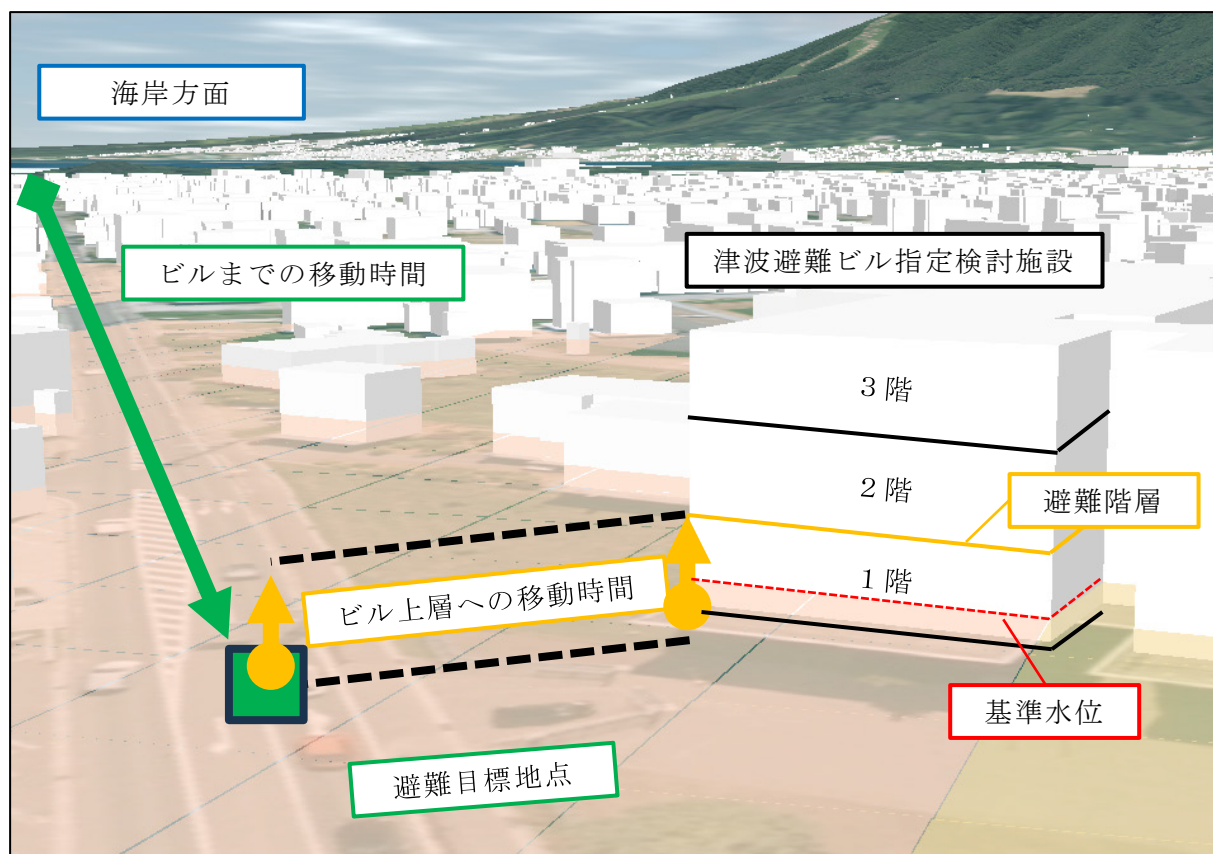 海岸方面
ビルまでの移動時間
津波避難ビル指定検討施設
３階
２階
避難階層
１階
ビル上層への移動時間
基準水位
避難目標地点